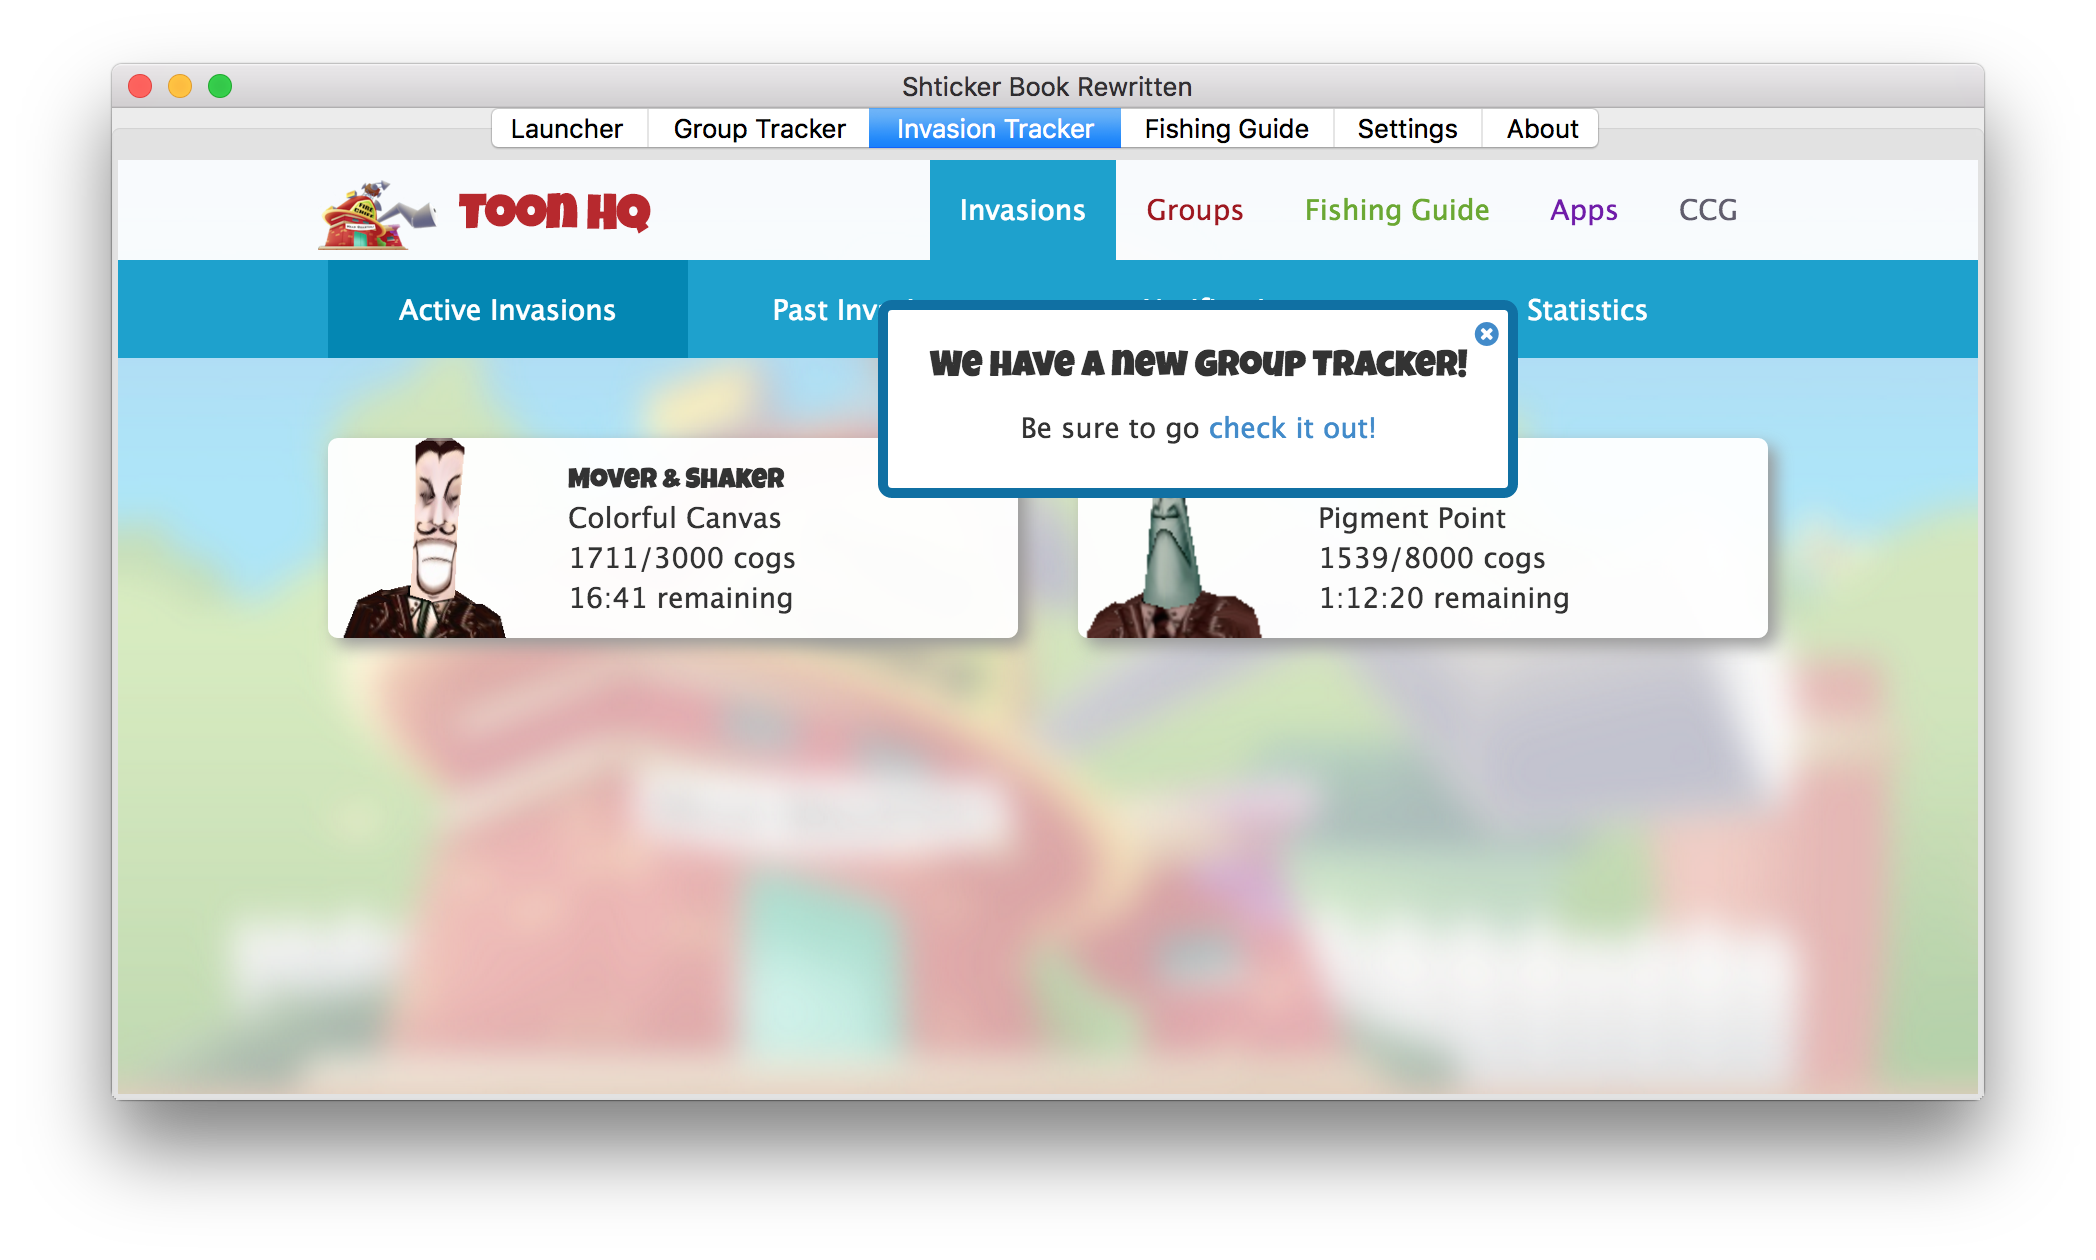 Shticker Book Rewritten
Launcher Group Tracker Invasion Tracker Fishing Guide Settings About
TOON HQ
Invasions Groups Fishing Guide Apps CCG
Active Invasions Past Statistics
We have a new group tracker!
Be sure to go check it out!
Mover & Shaker
Colorful Canvas
1711/3000 cogs
16:41 remaining
Pigment Point
1539/8000 cogs
1:12:20 remaining